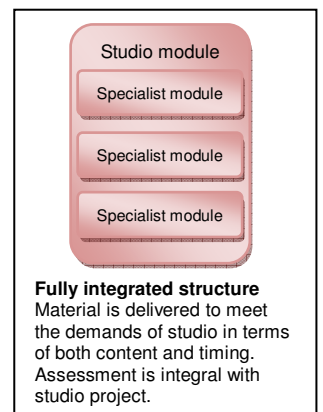 Studio module
Specialist module
Specialist module
Specialist module
Fully integrated structure
Material is delivered to meet
the demands of studio in terms
of both content and timing.
Assessment is integral with
studio project.